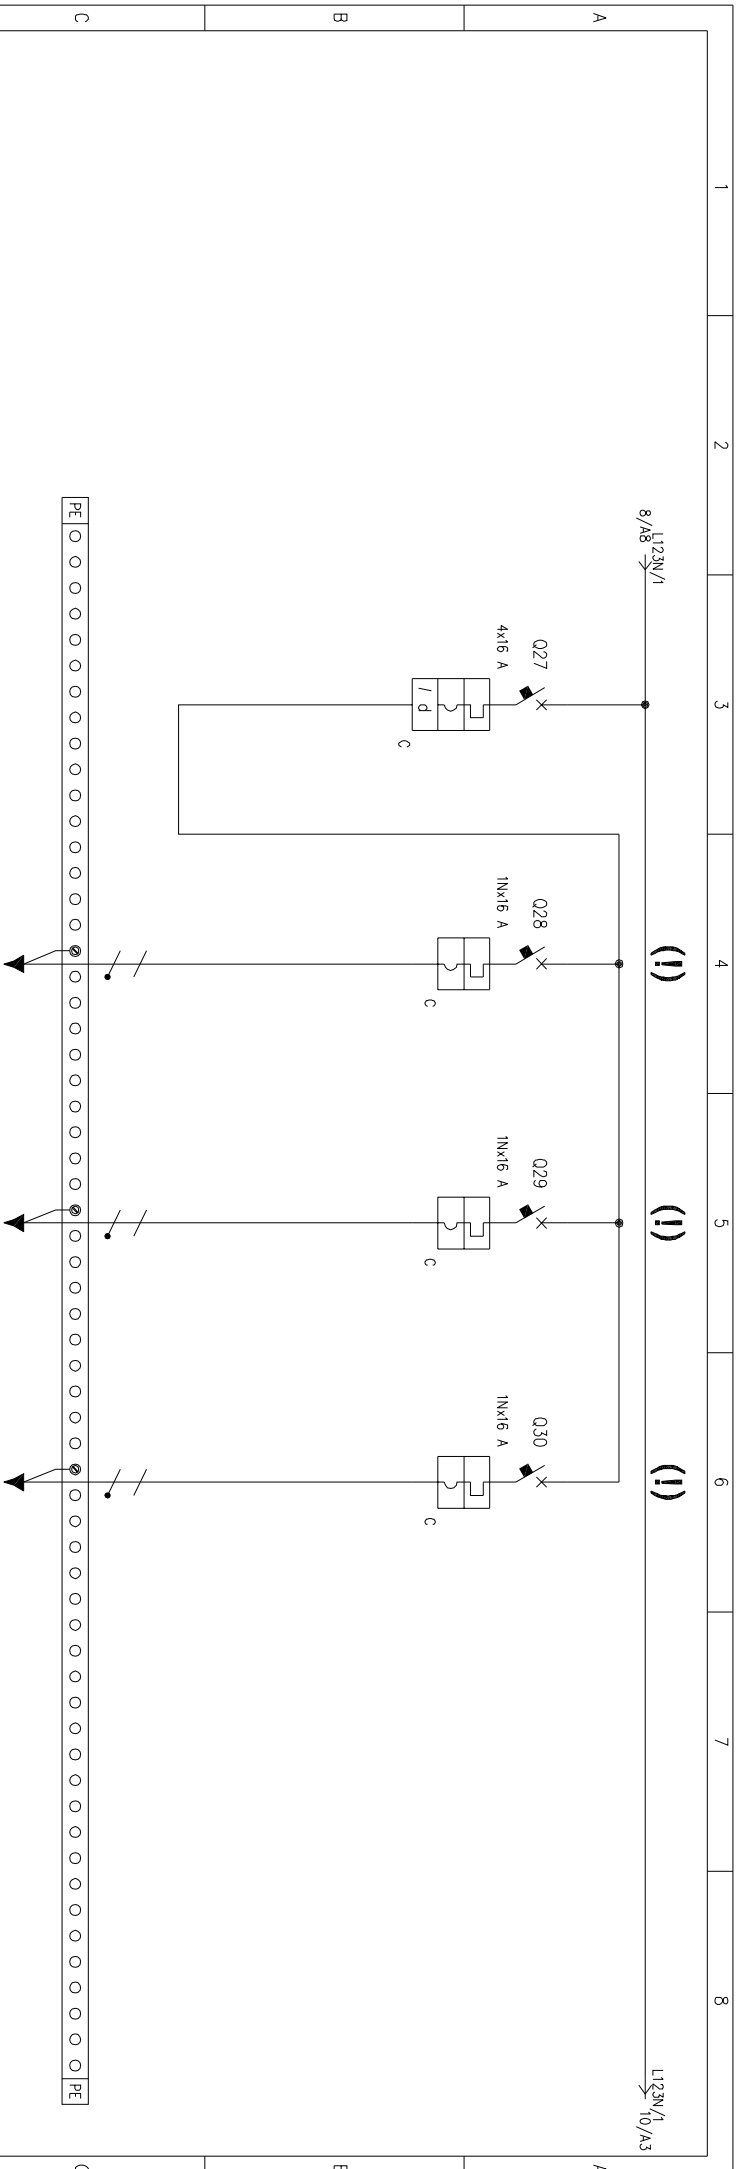 1
2
3
4
5
6
7
8
A
A
L123N/1
8/A8
L123N/1
10/A3
(!)
(!)
(!)
Q27
4x16 A
Q28
1Nx16 A
Q29
1Nx16 A
Q30
1Nx16 A
I d
C
C
C
C
B
B
PE
PE
C
C